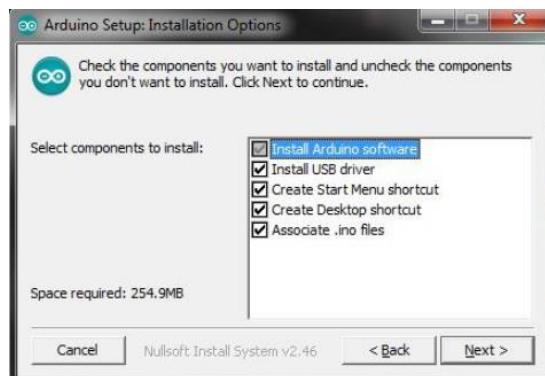 Arduino Setup: Installation Options
Check the components you want to install and uncheck the components
you don't want to install. Click Next to continue.
Select components to install:
Install Arduino software
Install USB driver
Create Start Menu shortcut
Create Desktop shortcut
Associate .ino files
Space required: 254.9MB
Cancel
Nullsoft Install System v2.46
< Back
Next >